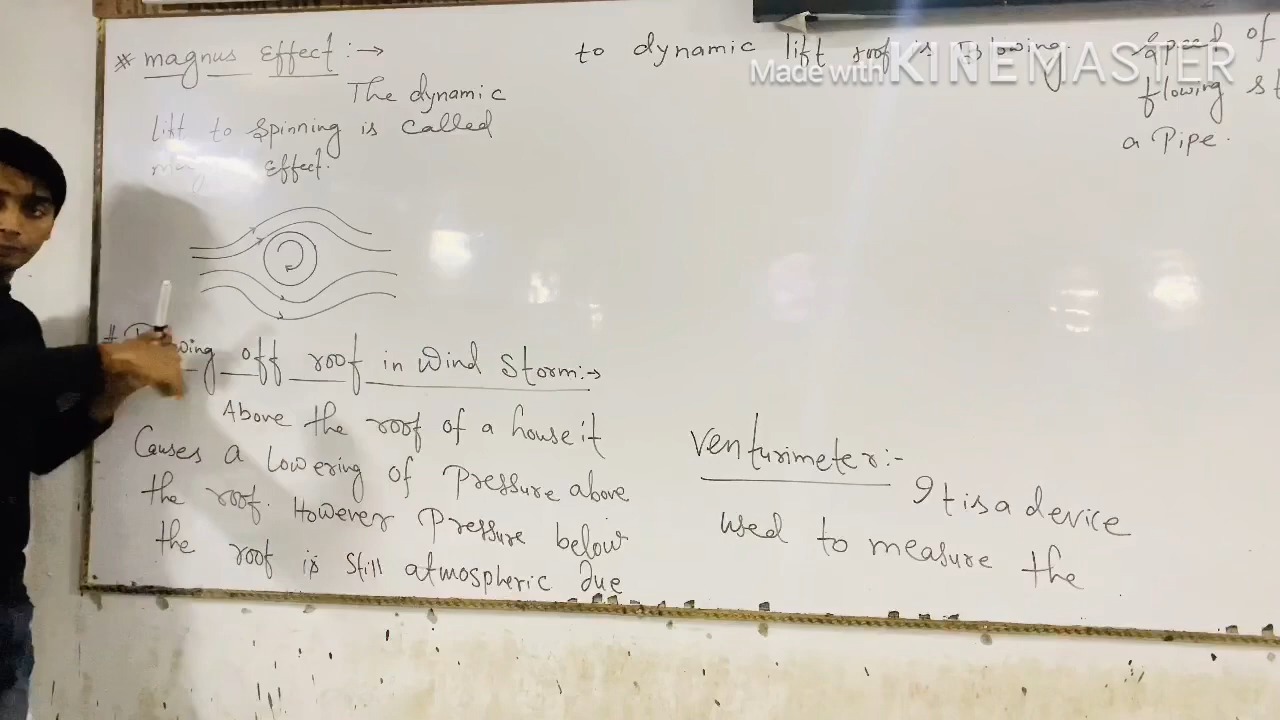 * magnus Effect :→
The dynamic
Lift to Spinning is called
Effect.
off roof in Wind Storm:→
Above the roof of a house it
Causes a Lowering of Pressure above
the roof. However Pressure below
the roof is Still atmospheric due
to dynamic lift roof is
venturimeter:-
It is a device
used to measure the
Speed of
flowing
a Pipe.
Made with KINEMASTER